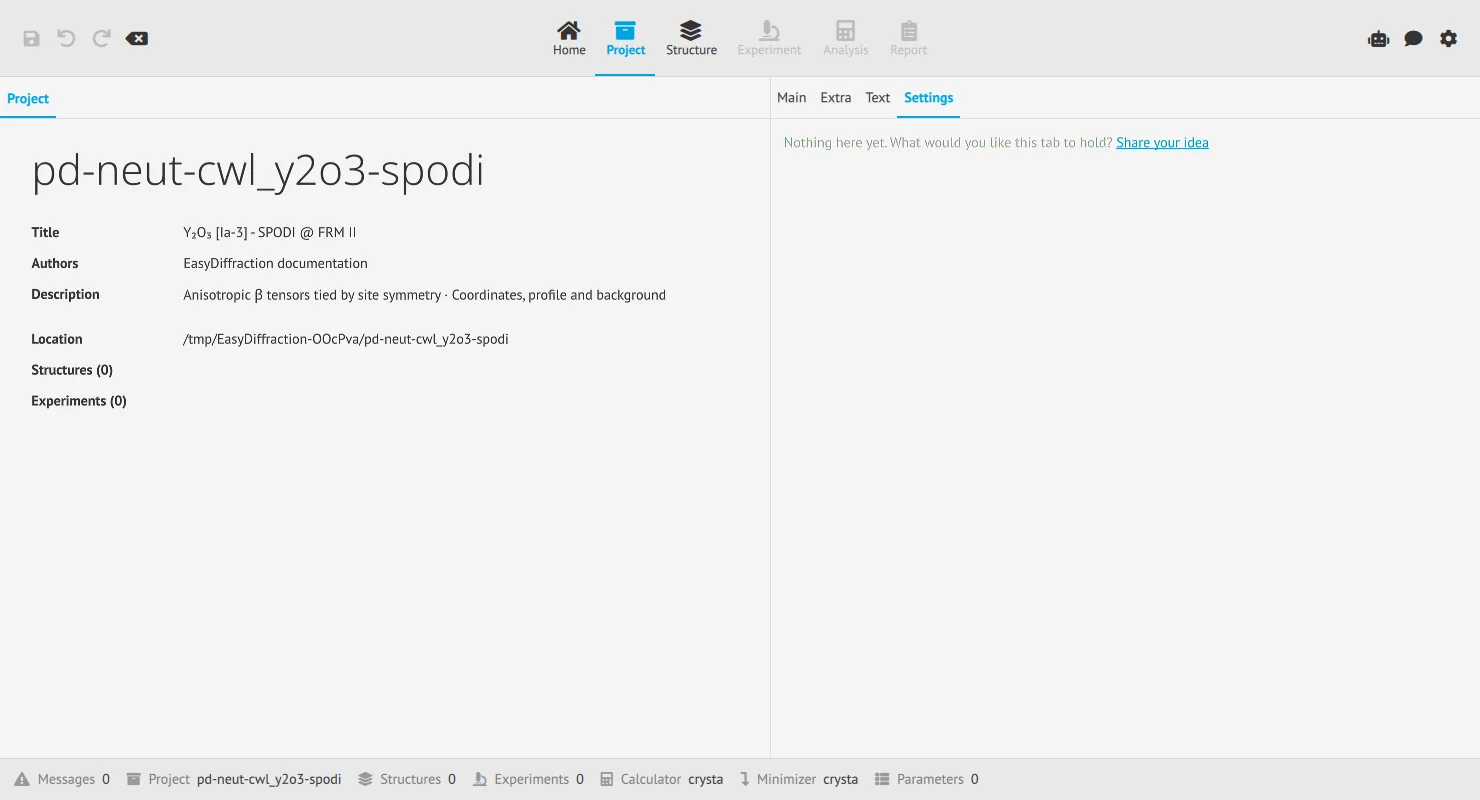 Home
Project
Structure
Experiment
Analysis
Report
Project
Main
Extra
Text
Settings
Nothing here yet. What would you like this tab to hold? Share your idea
pd-neut-cwl_y2o3-spodi
Title Y₂O₃ [Ia-3] - SPODI @ FRM II
Authors EasyDiffraction documentation
Description Anisotropic β tensors tied by site symmetry · Coordinates, profile and background
Location /tmp/EasyDiffraction-OOcPva/pd-neut-cwl_y2o3-spodi
Structures (0)
Experiments (0)
Messages 0 Project pd-neut-cwl_y2o3-spodi Structures 0 Experiments 0 Calculator crysta Minimizer crysta Parameters 0